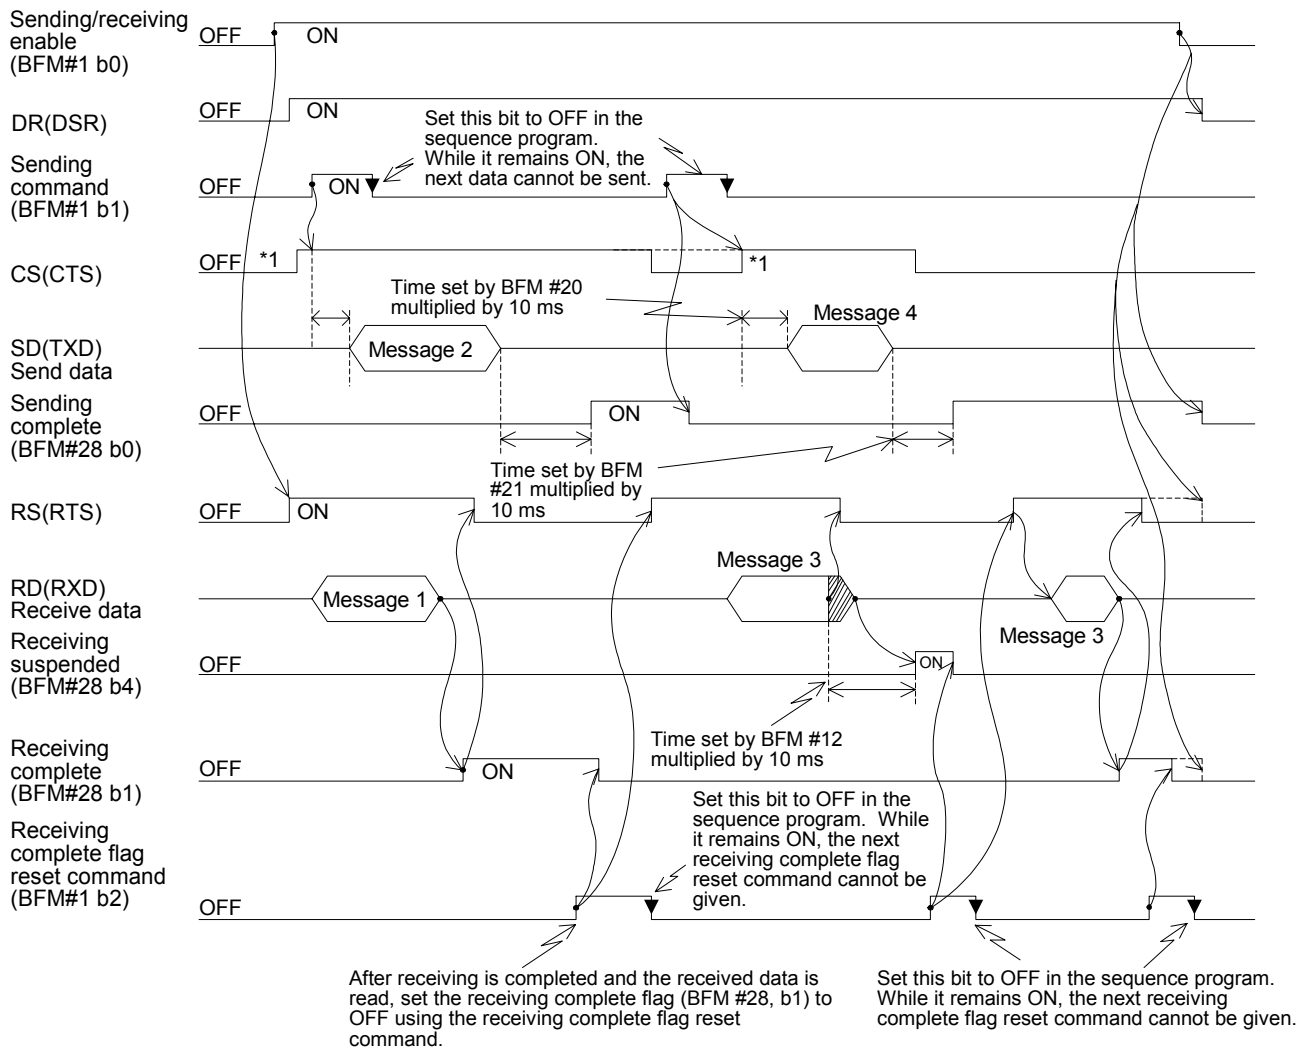 Sending/receiving
enable
(BFM#1 b0)
OFF
ON
DR(DSR)
OFF
ON
Set this bit to OFF in the
sequence program.
While it remains ON, the
next data cannot be sent.
Sending
command
(BFM#1 b1)
OFF
ON
CS(CTS)
OFF
*1
*1
Time set by BFM #20
multiplied by 10 ms
SD(TXD)
Send data
Message 2
Message 4
Sending
complete
(BFM#28 b0)
OFF
ON
Time set by BFM
#21 multiplied by
10 ms
RS(RTS)
OFF
ON
RD(RXD)
Receive data
Message 1
Message 3
Message 3
Receiving
suspended
(BFM#28 b4)
OFF
ON
Time set by BFM #12
multiplied by 10 ms
Receiving
complete
(BFM#28 b1)
OFF
ON
Set this bit to OFF in the
sequence program. While
it remains ON, the next
receiving complete flag
reset command cannot be
given.
Receiving
complete flag
reset command
(BFM#1 b2)
OFF
After receiving is completed and the received data is
read, set the receiving complete flag (BFM #28, b1) to
OFF using the receiving complete flag reset
command.
Set this bit to OFF in the sequence program.
While it remains ON, the next receiving
complete flag reset command cannot be given.